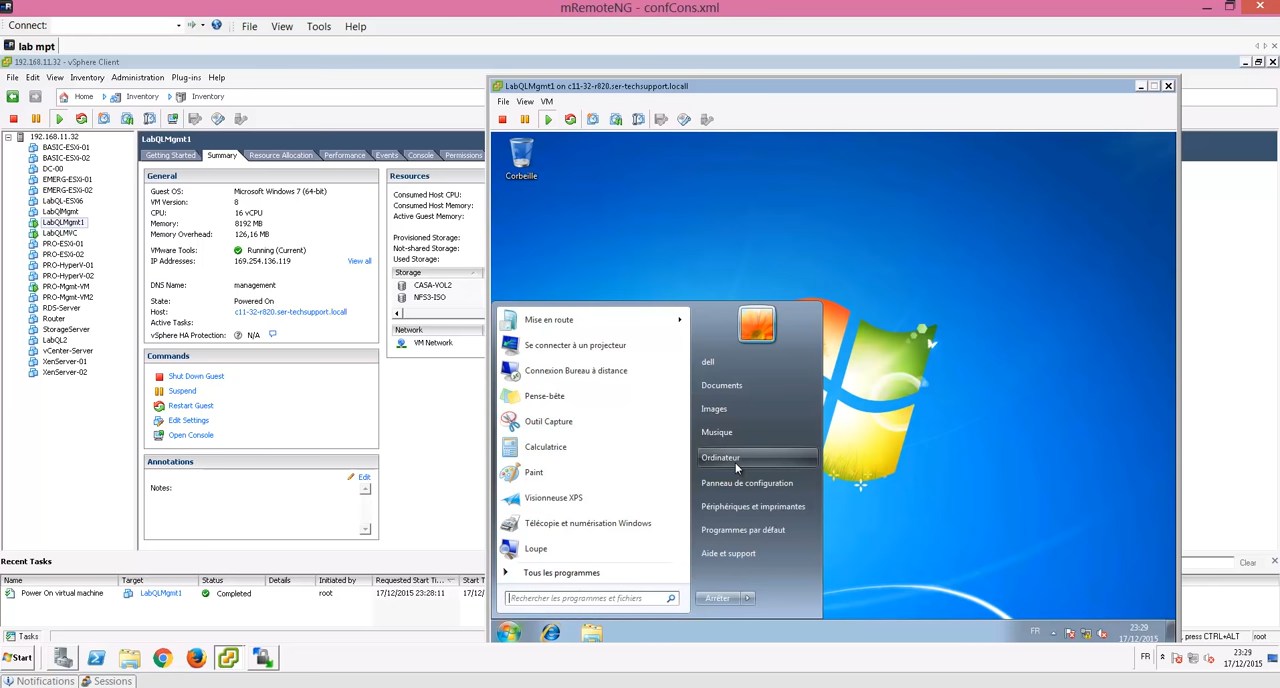 mRemoteNG - confCons.xml
Connect:
File View Tools Help
lab mpt
192.168.11.32 - vSphere Client
File Edit View Inventory Administration Plug-ins Help
Home Inventory Inventory
192.168.11.32
BASIC-ESXi-01
BASIC-ESXi-02
DC-00
EMERG-ESXi-01
EMERG-ESXi-02
LabQL-ESXi6
LabQlMgmt
LabQLMgmt1
LabQLMVC
PRO-ESXi-01
PRO-ESXi-02
PRO-HyperV-01
PRO-HyperV-02
PRO-Mgmt-VM
PRO-Mgmt-VM2
RDS-Server
Router
StorageServer
LabQL2
vCenter-Server
XenServer-01
XenServer-02
LabQLMgmt1
Getting Started Summary Resource Allocation Performance Events Console Permissions
General
Guest OS: Microsoft Windows 7 (64-bit)
VM Version: 8
CPU: 16 vCPU
Memory: 8192 MB
Memory Overhead: 126,16 MB
VMware Tools: Running (Current)
IP Addresses: 169.254.136.119 View all
DNS Name: management
State: Powered On
Host: c11-32-r820.ser-techsupport.locall
Active Tasks:
vSphere HA Protection: N/A
Commands
Shut Down Guest
Suspend
Restart Guest
Edit Settings
Open Console
Annotations
Notes: Edit
Resources
Consumed Host CPU:
Consumed Host Memory:
Active Guest Memory:
Provisioned Storage:
Not-shared Storage:
Used Storage:
Storage
CASA-VOL2
NFS3-ISO
Network
VM Network
LabQLMgmt1 on c11-32-r820.ser-techsupport.locall
File View VM
Corbeille
Mise en route
Se connecter à un projecteur
Connexion Bureau à distance
Pense-bête
Outil Capture
Calculatrice
Paint
Visionneuse XPS
Télécopie et numérisation Windows
Loupe
Tous les programmes
Rechercher les programmes et fichiers
dell
Documents
Images
Musique
Ordinateur
Panneau de configuration
Périphériques et imprimantes
Programmes par défaut
Aide et support
Arrêter
FR 23:29
17/12/2015
Recent Tasks
Clear
Name Target Status Details Initiated by Requested Start Ti...
Power On virtual machine LabQLMgmt1 Completed root 17/12/2015 23:28:11 17/12/
Tasks
, press CTRL+ALT root
Start
FR 23:29
17/12/2015
Notifications Sessions